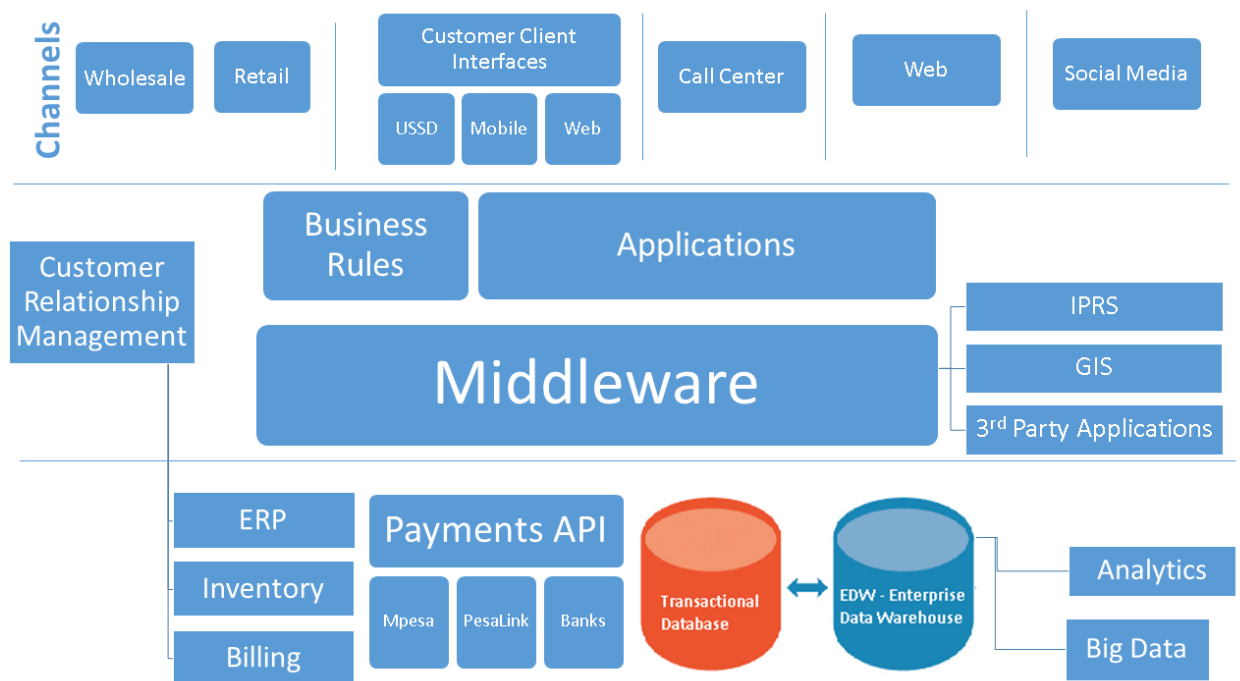 Channels
Wholesale
Retail
Customer Client
Interfaces
USSD
Mobile
Web
Call Center
Web
Social Media
Business
Rules
Applications
Customer
Relationship
Management
Middleware
IPRS
GIS
3rd Party Applications
ERP
Inventory
Billing
Payments API
Mpesa
PesaLink
Banks
Transactional
Database
EDW - Enterprise
Data Warehouse
Analytics
Big Data